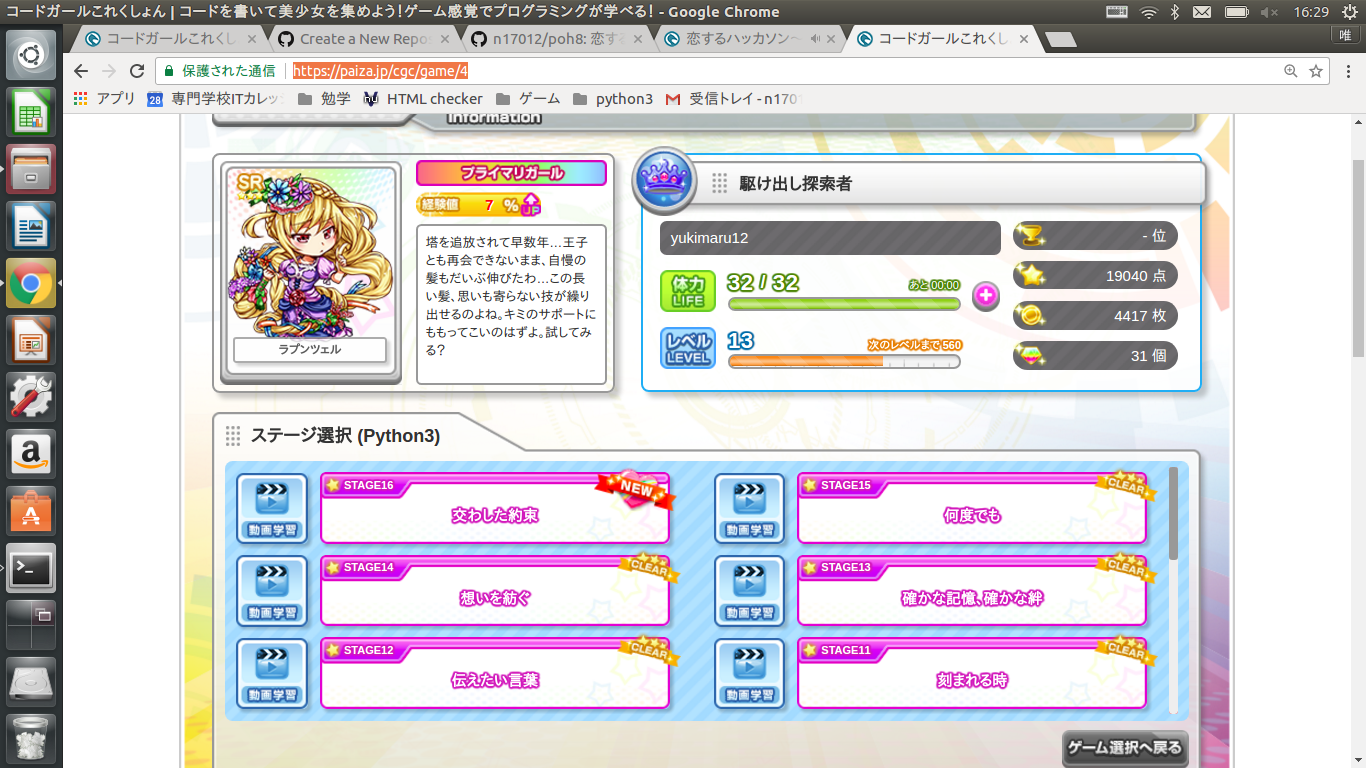 コードガールこれくしょん | コードを書いて美少女を集めよう!ゲーム感覚でプログラミングが学べる! - Google Chrome
16:29
コードガールこれくし
Create a New Repo
n17012/poh8: 恋する
恋するハッカソン〜
コードガールこれくし
唯
保護された通信
https://paiza.jp/cgc/game/4
アプリ
28
専門学校ITカレッ
勉学
HTML checker
ゲーム
python3
受信トレイ - n1701
Information
SR
プライマリガール
経験値 7 % UP
塔を追放されて早数年…王子
とも再会できないまま、自慢の
髪もだいぶ伸びたわ…この長
い髪、思いも寄らない技が繰り
出せるのよね。キミのサポートに
ももってこいのはずよ。試してみ
る?
ラプンツェル
駆け出し探索者
yukimaru12
- 位
体力 LIFE
32 / 32
あと 00:00
19040 点
4417 枚
レベル LEVEL
13
次のレベルまで 560
31 個
ステージ選択 (Python3)
動画学習
STAGE16
NEW
交わした約束
動画学習
STAGE15
CLEAR
何度でも
動画学習
STAGE14
CLEAR
想いを紡ぐ
動画学習
STAGE13
CLEAR
確かな記憶、確かな絆
動画学習
STAGE12
CLEAR
伝えたい言葉
動画学習
STAGE11
CLEAR
刻まれる時
ゲーム選択へ戻る